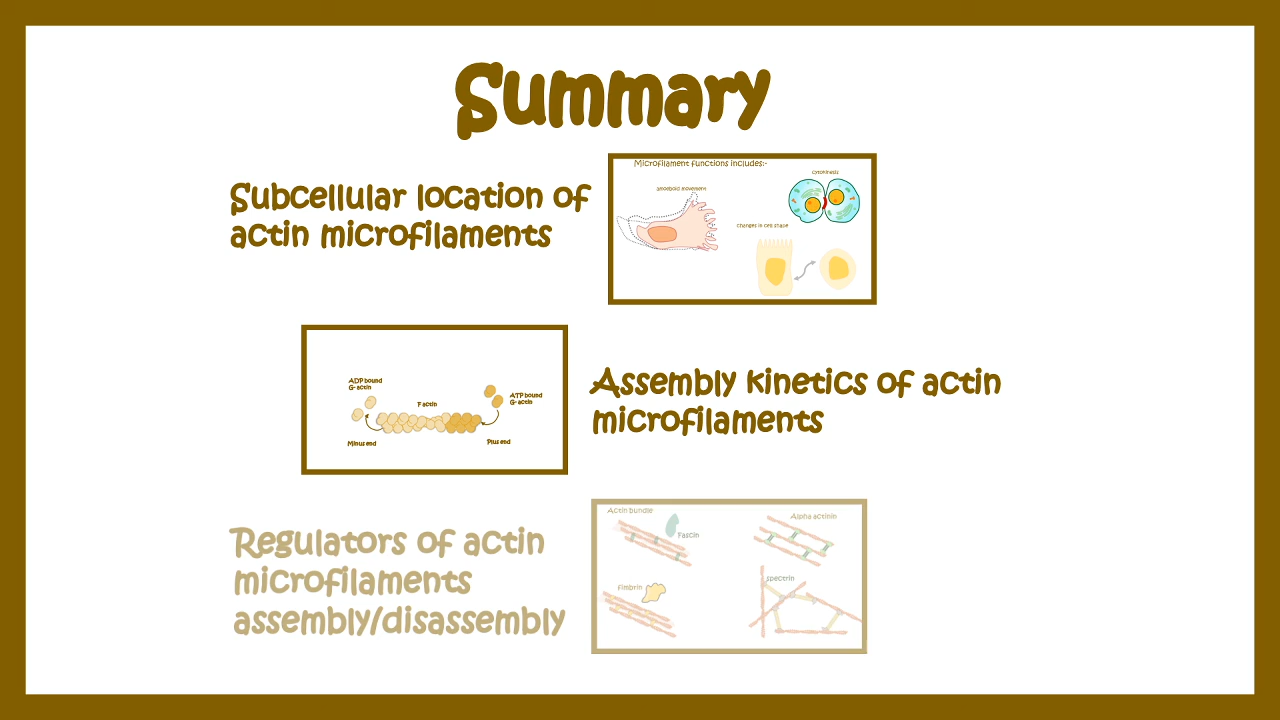 Summary
Subcellular location of
actin microfilaments
Microfilament functions includes:-
cytokinesis
amoeboid movement
Changes in cell shape
ADP bound
G- actin
F actin
ATP bound
G- actin
Minus end
Plus end
Assembly kinetics of actin
microfilaments
Regulators of actin
microfilaments
assembly/disassembly
Actin bundle
Fascin
Alpha actinin
Fimbrin
spectrin